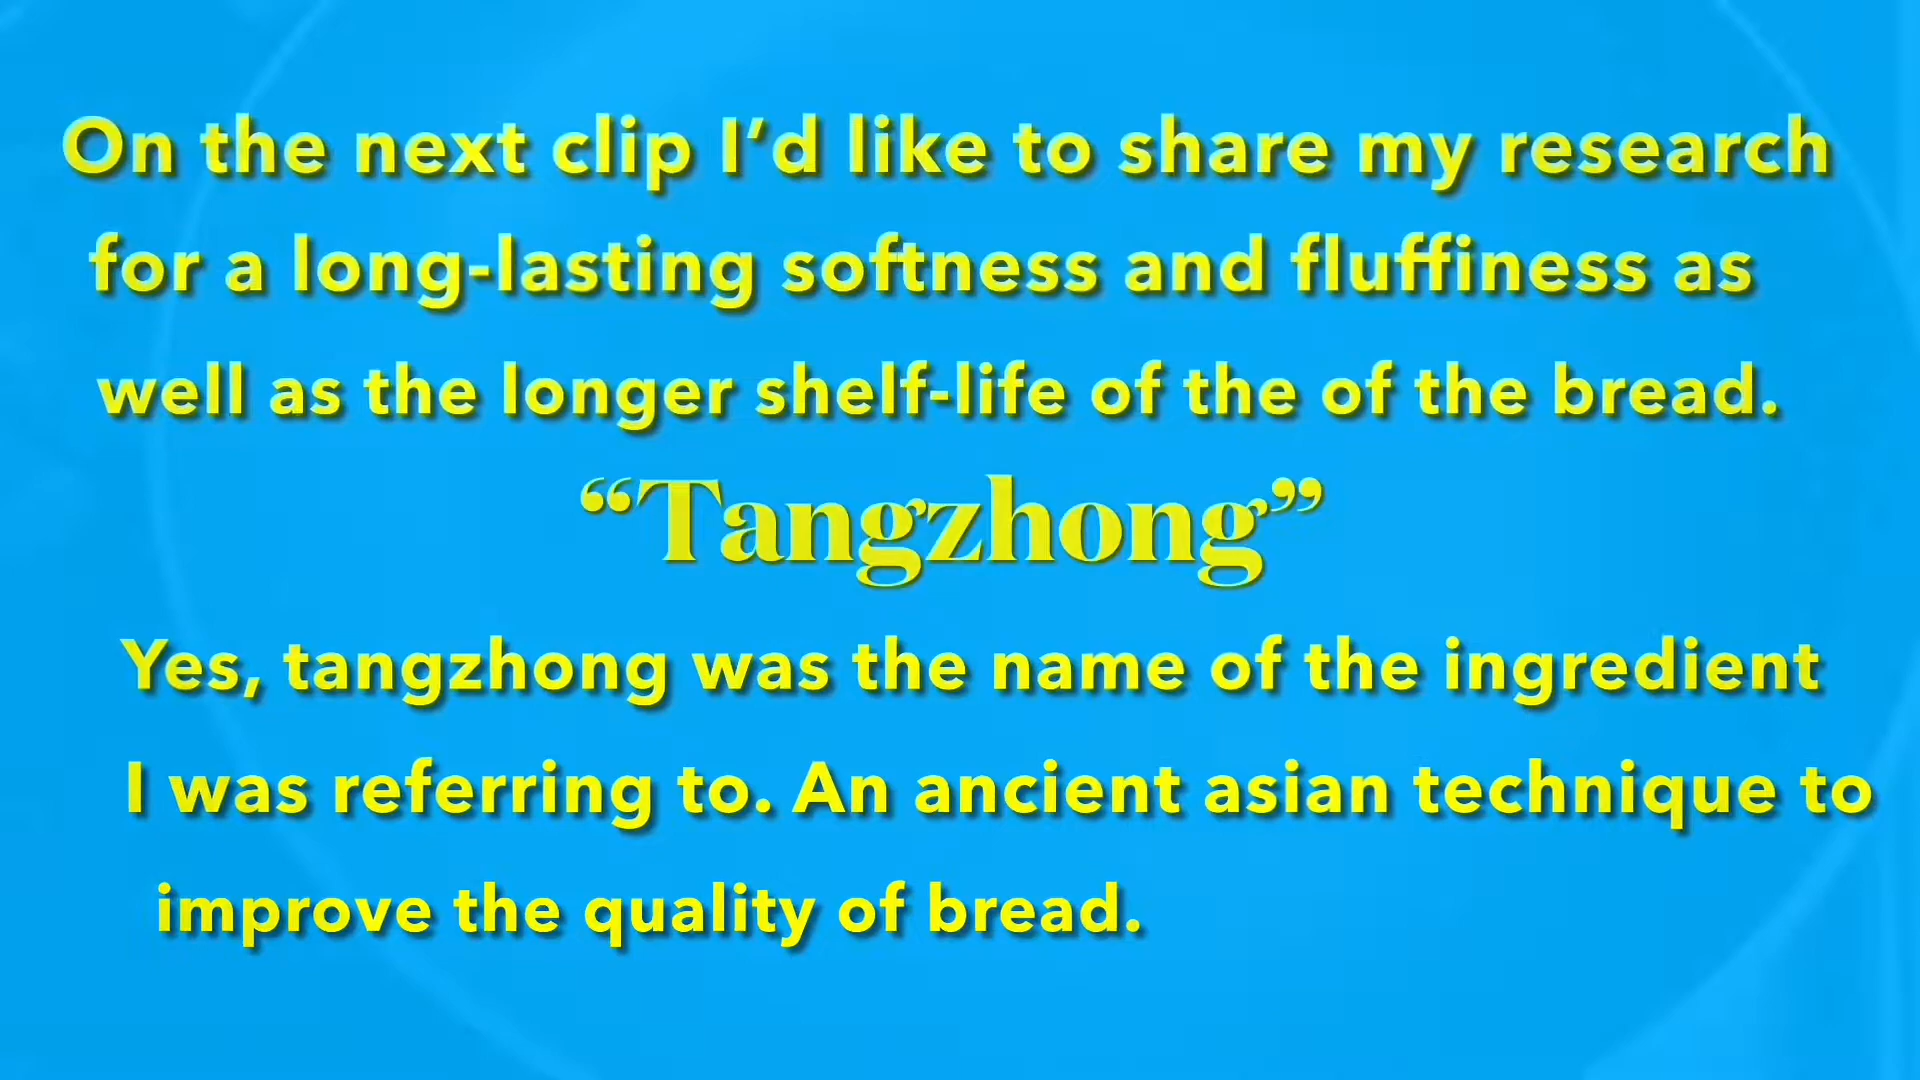 On the next clip I’d like to share my research
for a long-lasting softness and fluffiness as
well as the longer shelf-life of the of the bread.
“Tangzhong”
Yes, tangzhong was the name of the ingredient
I was referring to. An ancient asian technique to
improve the quality of bread.